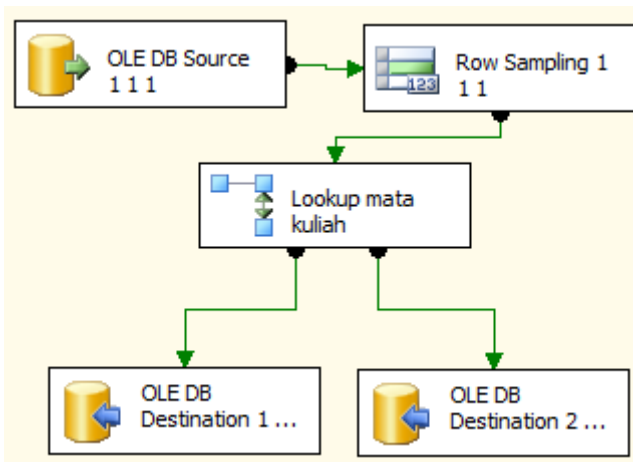 OLE DB Source
1 1 1
Row Sampling 1
1 1
123
Lookup mata
kuliah
OLE DB
Destination 1 ...
OLE DB
Destination 2 ...